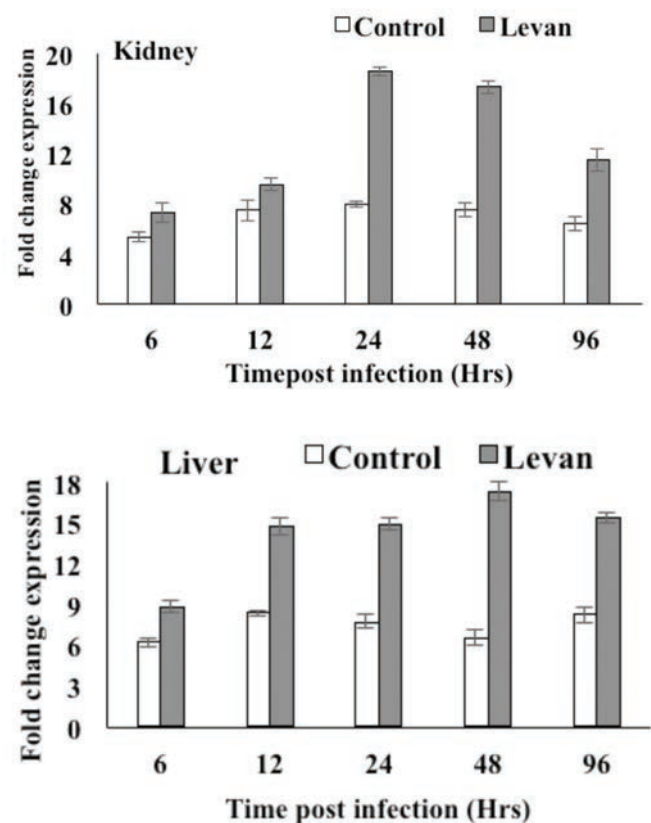 Control Levan
Kidney
Fold change expression
20
16
12
8
4
0
6 12 24 48 96
Timepost infection (Hrs)
Liver Control Levan
Fold change expression
18
15
12
9
6
3
0
6 12 24 48 96
Time post infection (Hrs)